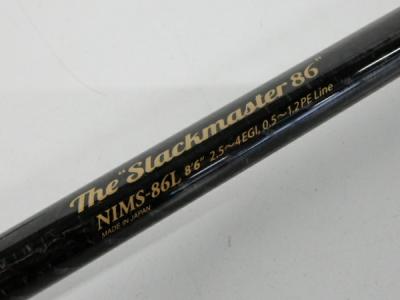 The "Slackmaster 86"
NIMS-86L 8'6" 2.5～4EGI, 0.5～1.2PE Line
MADE IN JAPAN